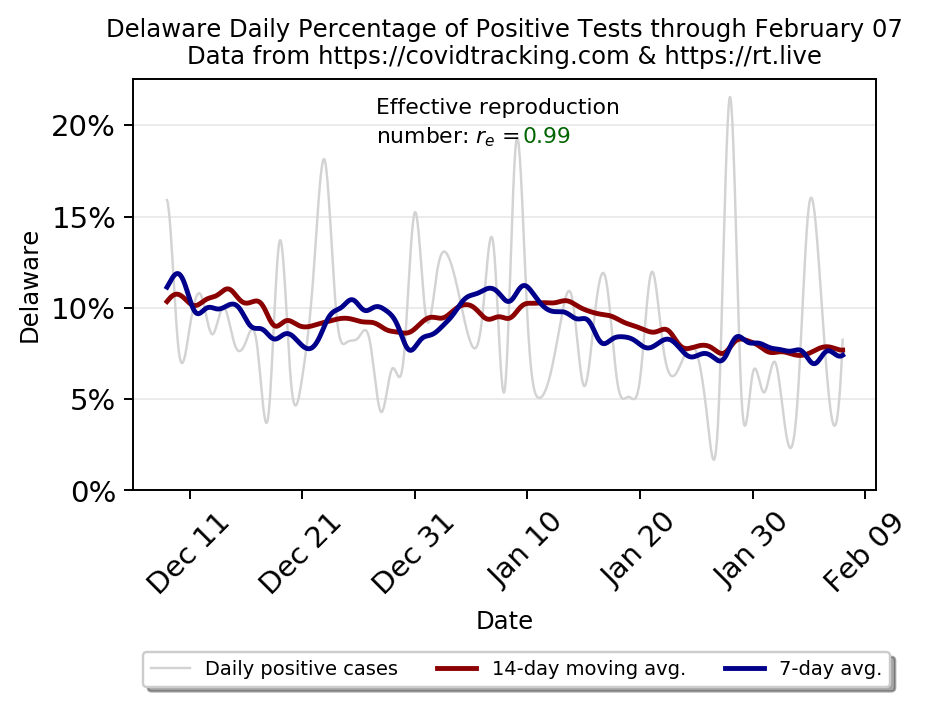 Delaware Daily Percentage of Positive Tests through February 07
Data from https://covidtracking.com & https://rt.live
Effective reproduction
number: rₑ =0.99
20%
15%
10%
5%
0%
Delaware
Dec 11
Dec 21
Dec 31
Jan 10
Jan 20
Jan 30
Feb 09
Date
Daily positive cases
14-day moving avg.
7-day avg.